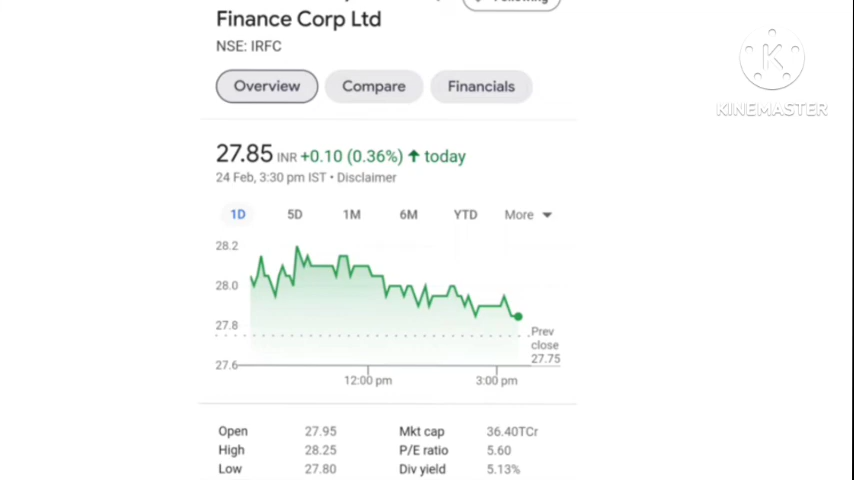 Finance Corp Ltd
NSE: IRFC
KINEMASTER
Overview Compare Financials
27.85 INR +0.10 (0.36%) ↑ today
24 Feb, 3:30 pm IST • Disclaimer
1D 5D 1M 6M YTD More
28.2
28.0
27.8
Prev
close
27.75
27.6
12:00 pm 3:00 pm
Open 27.95 Mkt cap 36.40TCr
High 28.25 P/E ratio 5.60
Low 27.80 Div yield 5.13%